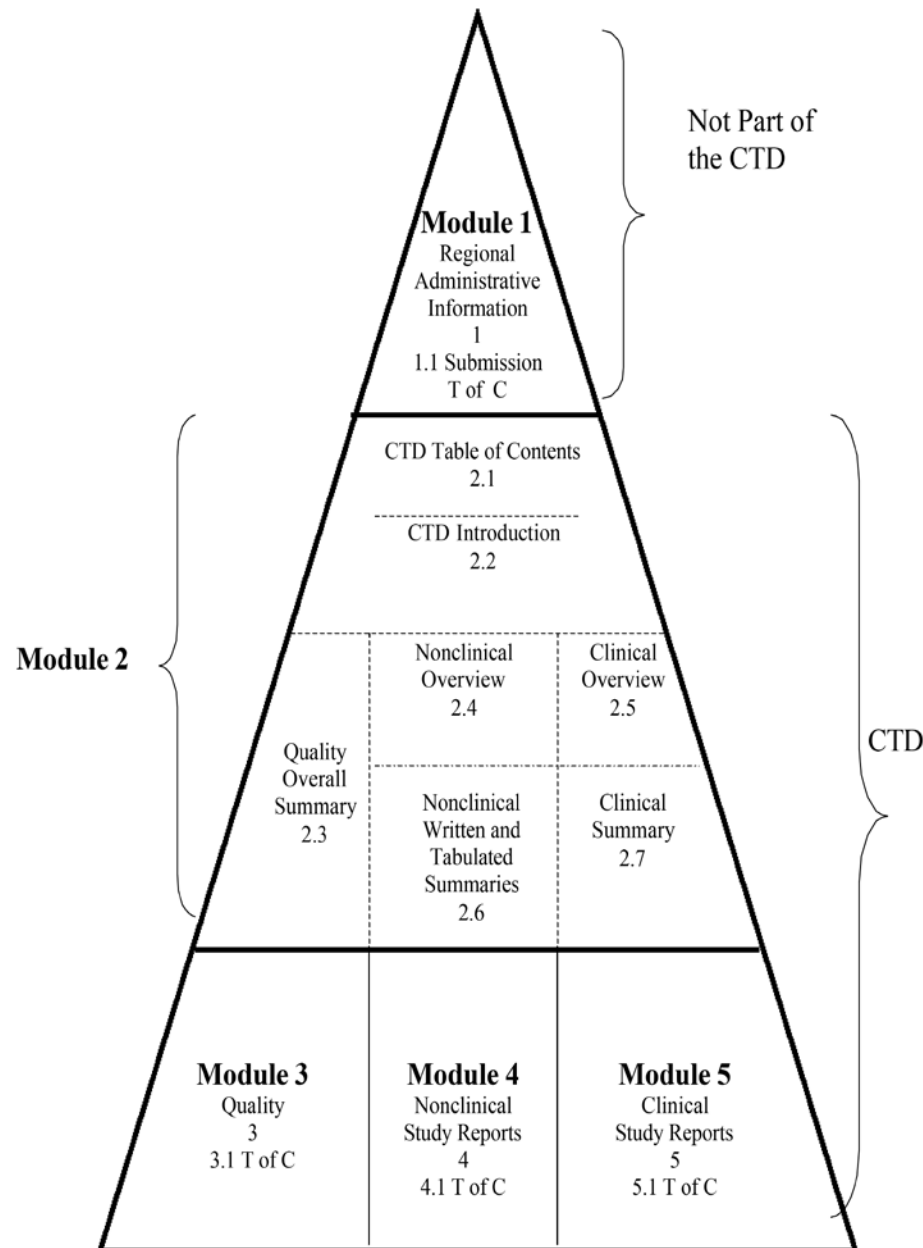 Not Part of
the CTD
Module 1
Regional
Administrative
Information
1
1.1 Submission
T of C
CTD Table of Contents
2.1
CTD Introduction
2.2
Module 2
Nonclinical
Overview
2.4
Clinical
Overview
2.5
CTD
Quality
Overall
Summary
2.3
Nonclinical
Written and
Tabulated
Summaries
2.6
Clinical
Summary
2.7
Module 3
Quality
3
3.1 T of C
Module 4
Nonclinical
Study Reports
4
4.1 T of C
Module 5
Clinical
Study Reports
5
5.1 T of C